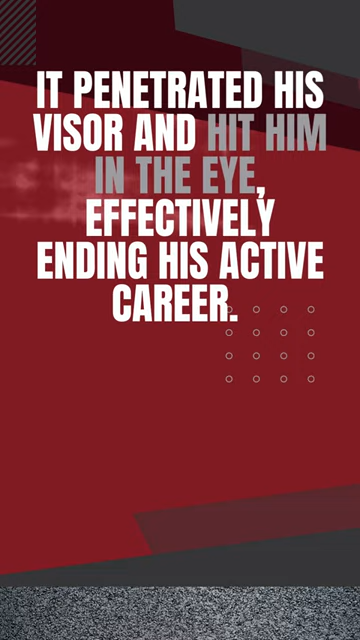 IT PENETRATED HIS
VISOR AND HIT HIM
IN THE EYE,
EFFECTIVELY
ENDING HIS ACTIVE
CAREER.